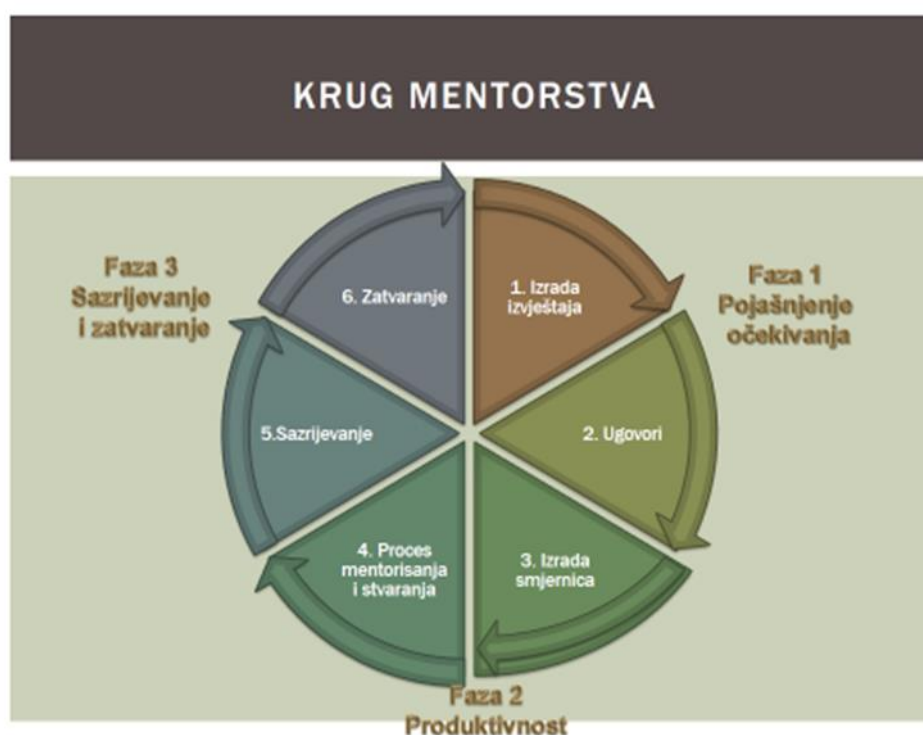 KRUG MENTORSTVA
Faza 1
Pojašnjenje
očekivanja
1. Izrada
izvještaja
2. Ugovori
3. Izrada
smjernica
Faza 2
Produktivnost
4. Proces
mentorisanja
i stvaranja
5.Sazrijevanje
6. Zatvaranje
Faza 3
Sazrijevanje
i zatvaranje